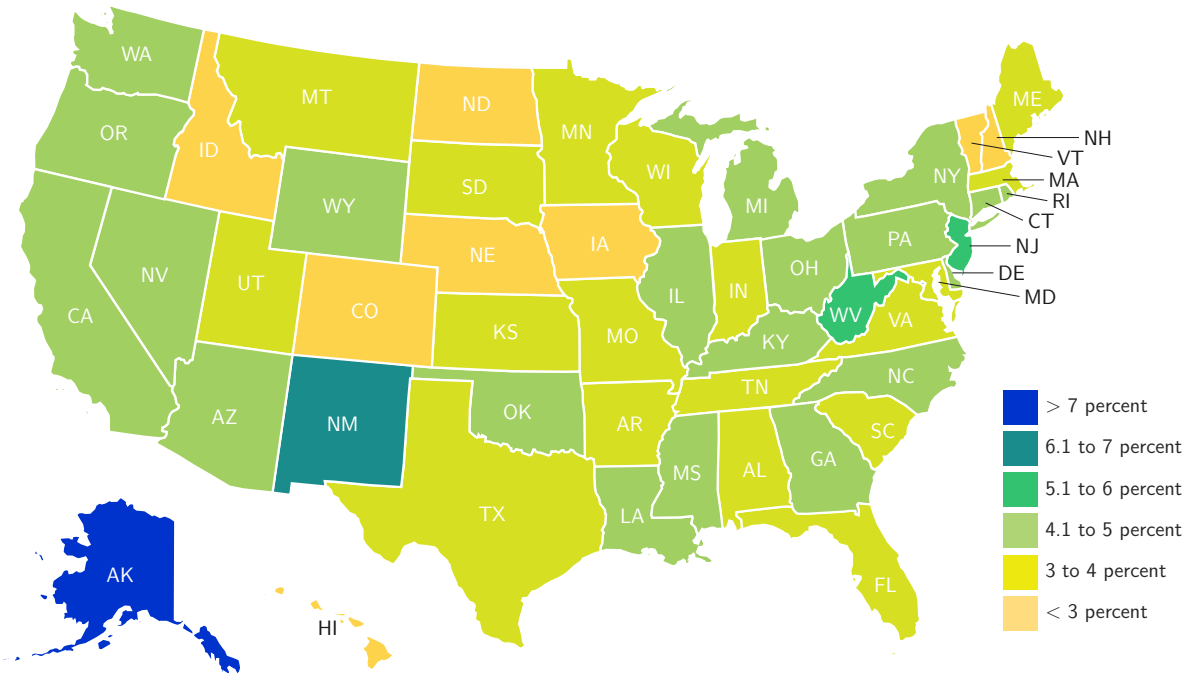 WA
MT
ND
ME
MN
OR
NH
ID
VT
WI
NY
MA
SD
RI
WY
MI
CT
PA
NJ
IA
NE
OH
DE
NV
UT
IN
IL
MD
CO
CA
WV
VA
KS
MO
KY
NC
TN
> 7 percent
OK
AZ
NM
AR
SC
6.1 to 7 percent
GA
MS
AL
5.1 to 6 percent
TX
LA
4.1 to 5 percent
AK
3 to 4 percent
FL
< 3 percent
HI